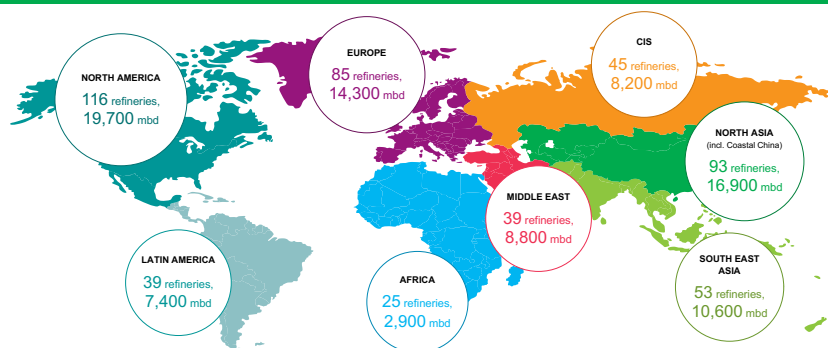 NORTH AMERICA
116 refineries,
19,700 mbd
EUROPE
85 refineries,
14,300 mbd
CIS
45 refineries,
8,200 mbd
NORTH ASIA
(incl. Coastal China)
93 refineries,
16,900 mbd
MIDDLE EAST
39 refineries,
8,800 mbd
LATIN AMERICA
39 refineries,
7,400 mbd
AFRICA
25 refineries,
2,900 mbd
SOUTH EAST
ASIA
53 refineries,
10,600 mbd